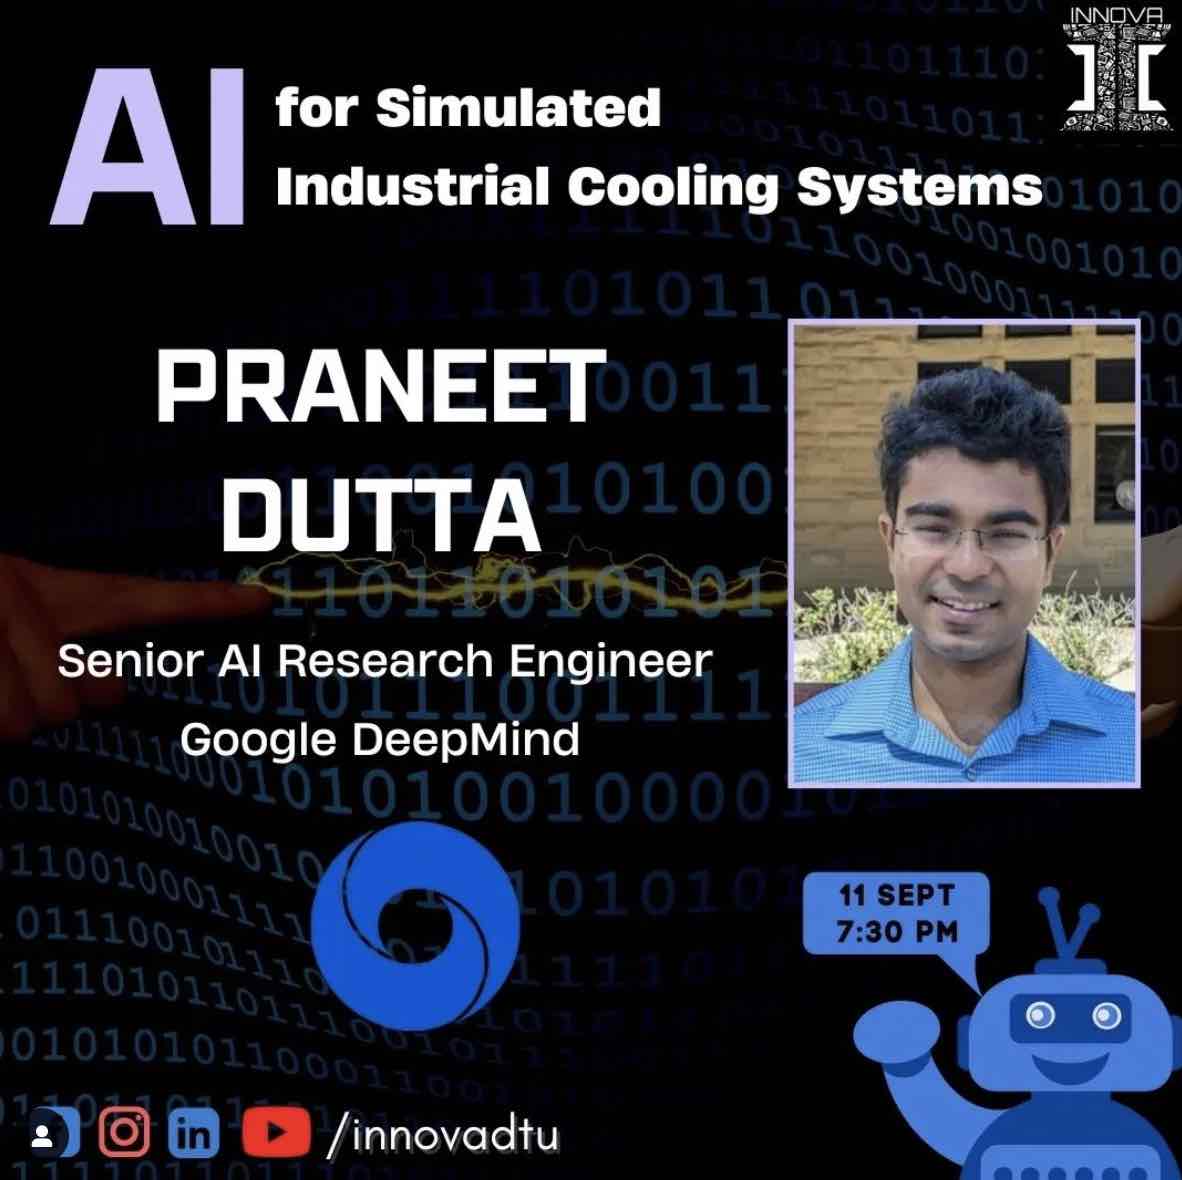 INNOVA
AI for Simulated
Industrial Cooling Systems
PRANEET
DUTTA
Senior AI Research Engineer
Google DeepMind
11 SEPT
7:30 PM
in
/innovadtu